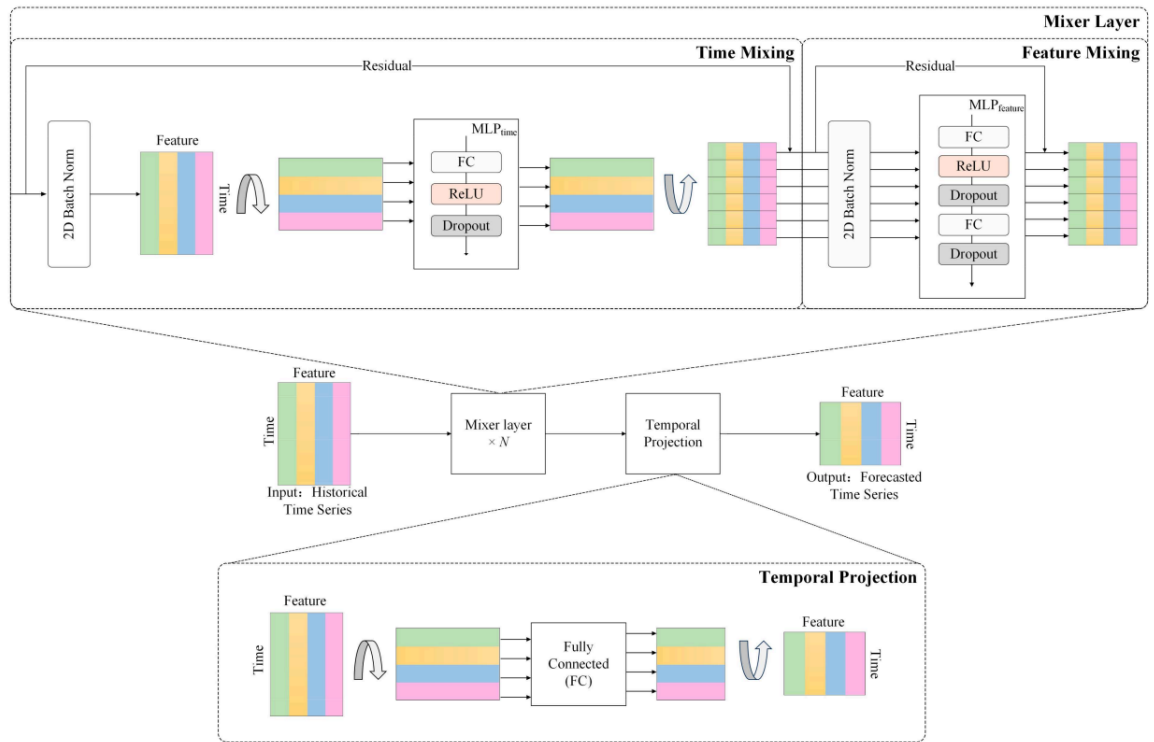 Mixer Layer
Time Mixing
Feature Mixing
Residual
Residual
2D Batch Norm
Feature
Time
MLPtime
FC
ReLU
Dropout
2D Batch Norm
MLPfeature
FC
ReLU
Dropout
FC
Dropout
Feature
Time
Input：Historical
Time Series
Mixer layer
× N
Temporal
Projection
Feature
Time
Output：Forecasted
Time Series
Temporal Projection
Feature
Time
Fully
Connected
(FC)
Feature
Time